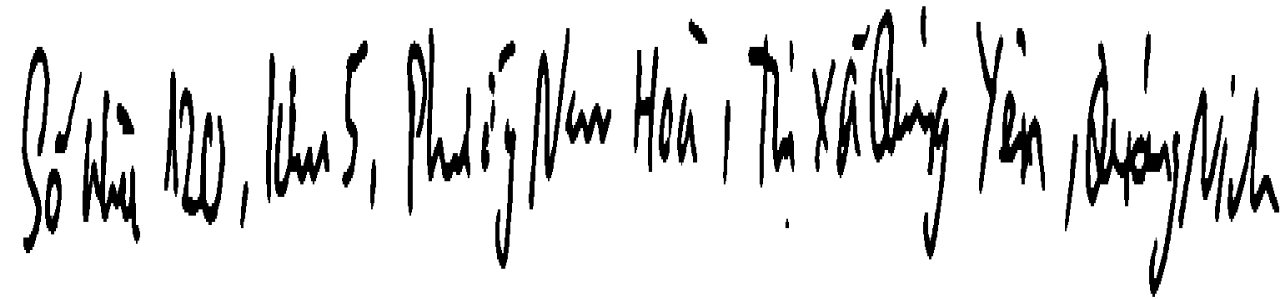 Số nhà 120, khu 5, Phường Nam Hoà, Thị xã Quảng Yên, Quảng Ninh